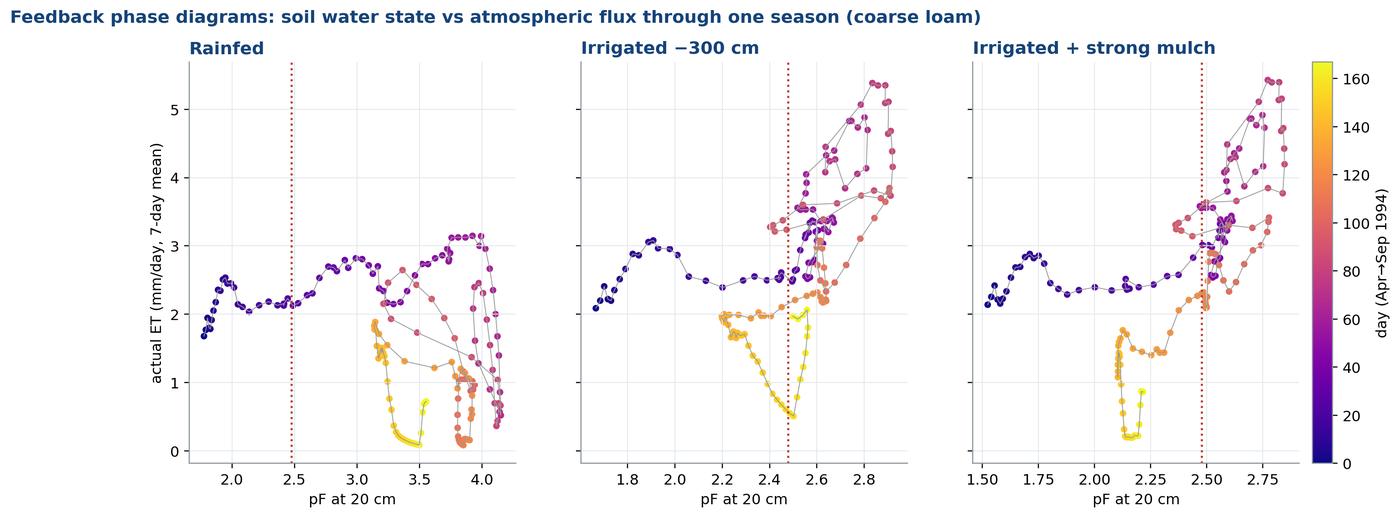 Feedback phase diagrams: soil water state vs atmospheric flux through one season (coarse loam)
Rainfed
Irrigated −300 cm
Irrigated + strong mulch
actual ET (mm/day, 7-day mean)
5
4
3
2
1
0
2.0 2.5 3.0 3.5 4.0
pF at 20 cm
1.8 2.0 2.2 2.4 2.6 2.8
pF at 20 cm
1.50 1.75 2.00 2.25 2.50 2.75
pF at 20 cm
160
140
120
100
80
60
40
20
0
day (Apr→Sep 1994)